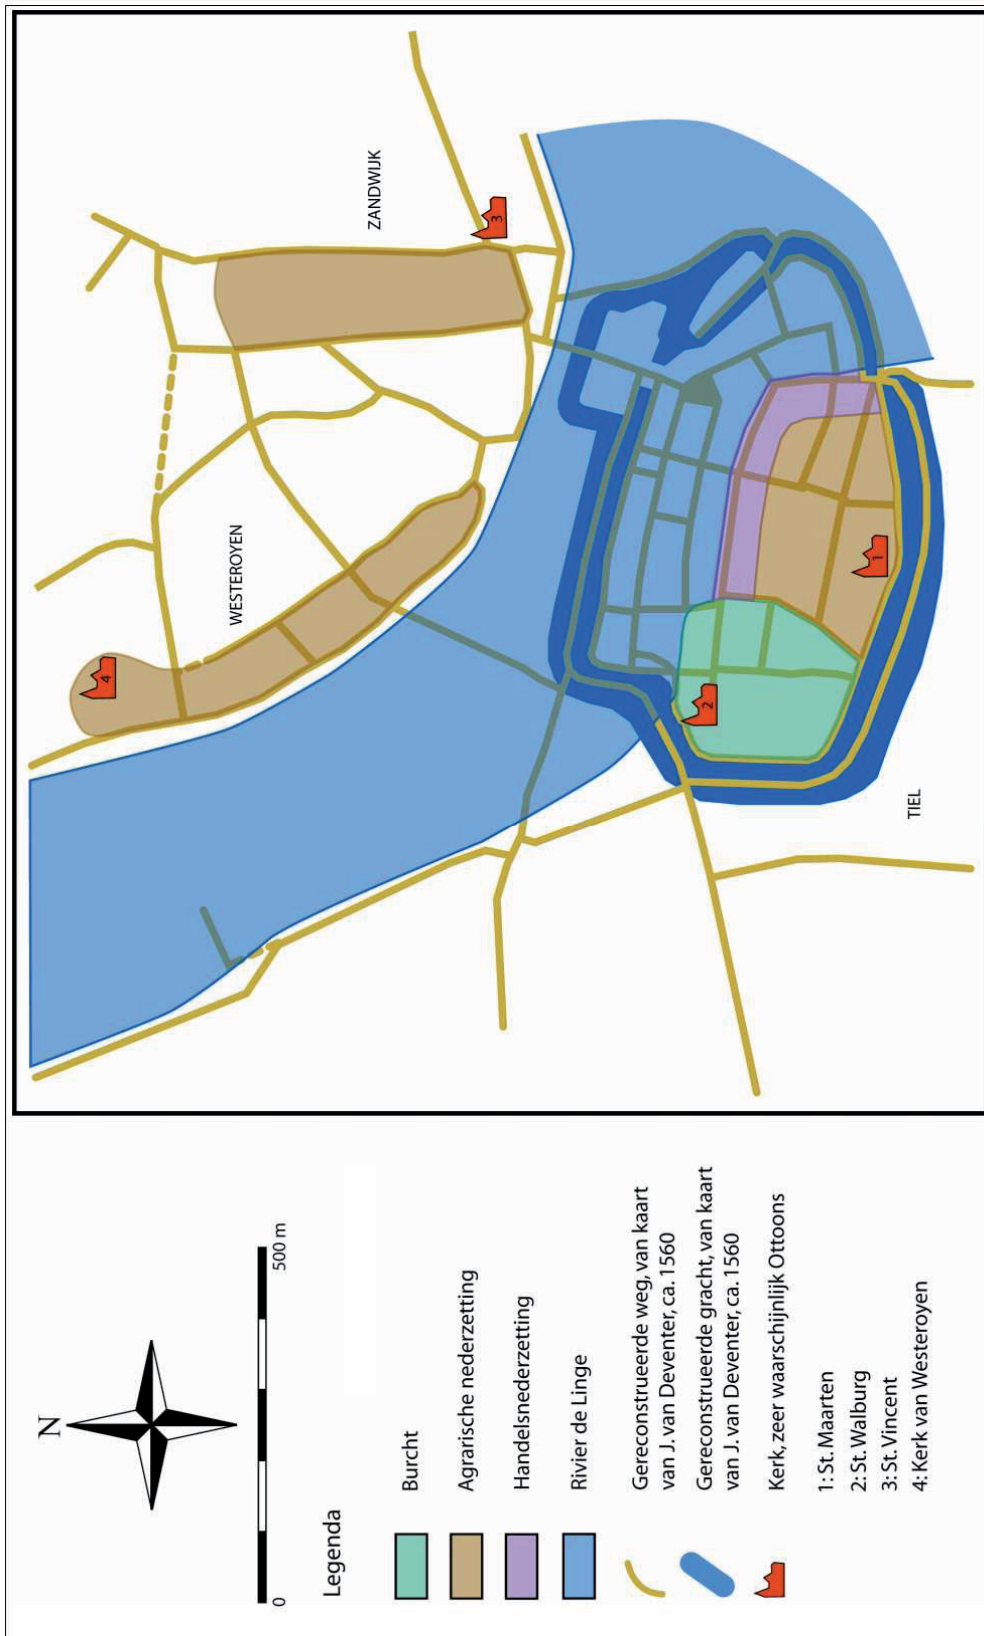 N
0
500 m
Legenda
Burcht
Agrarische nederzetting
Handelsnederzetting
Rivier de Linge
Gereconstrueerde weg, van kaart
van J. van Deventer, ca. 1560
Gereconstrueerde gracht, van kaart
van J. van Deventer, ca. 1560
Kerk, zeer waarschijnlijk Ottoons
1: St. Maarten
2: St. Walburg
3: St. Vincent
4: Kerk van Westeroyen
ZANDWIJK
WESTEROYEN
TIEL
4
3
2
1